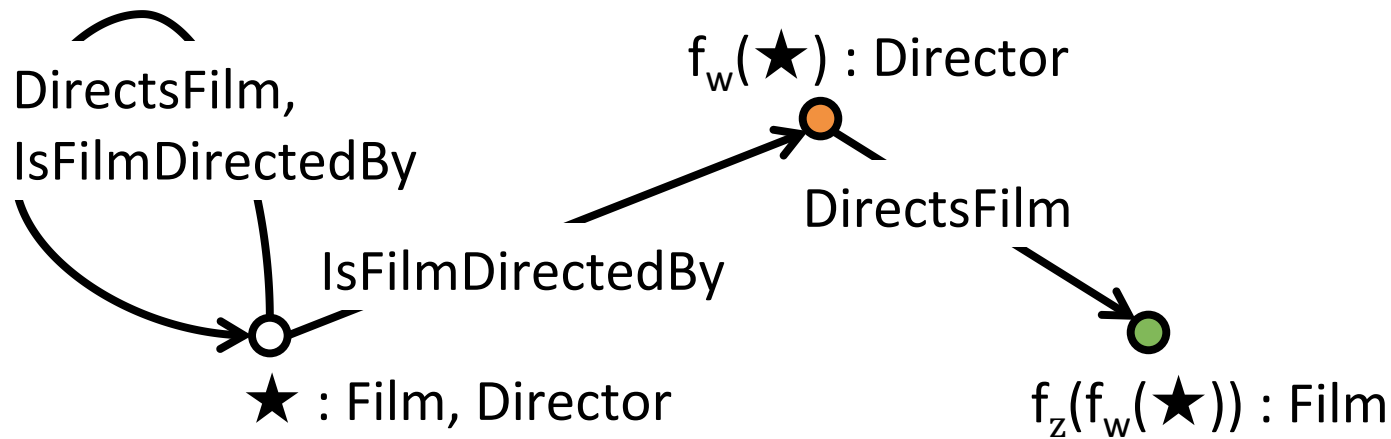 f_w(★) : Director
DirectsFilm,
IsFilmDirectedBy
DirectsFilm
IsFilmDirectedBy
★ : Film, Director
f_z(f_w(★)) : Film